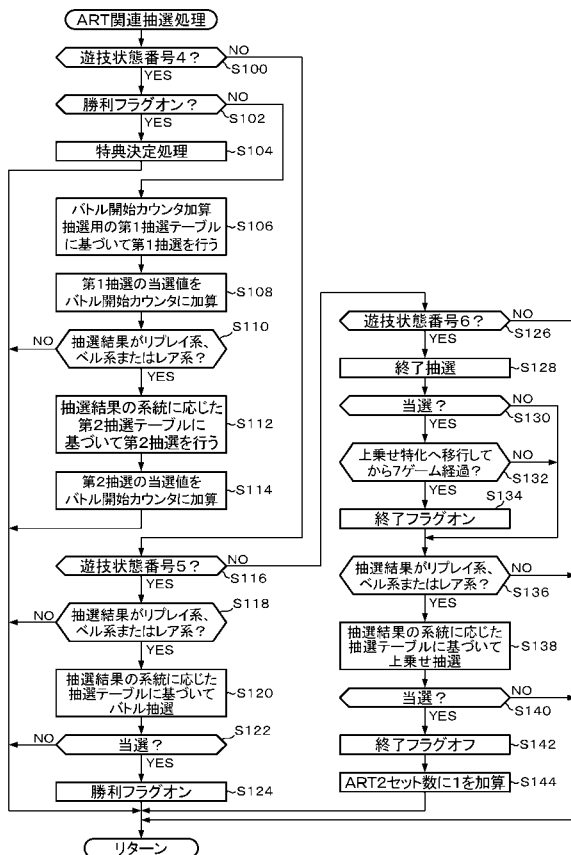 ART関連抽選処理
遊技状態番号4?
NO
S100
YES
勝利フラグオン?
NO
S102
YES
特典決定処理
S104
バトル開始カウンタ加算
抽選用の第1抽選テーブル
に基づいて第1抽選を行う
S106
第1抽選の当選値を
バトル開始カウンタに加算
S108
抽選結果がリプレイ系、
ベル系またはレア系?
S110
NO
YES
抽選結果の系統に応じた
第2抽選テーブルに
基づいて第2抽選を行う
S112
第2抽選の当選値を
バトル開始カウンタに加算
S114
遊技状態番号5?
NO
S116
YES
抽選結果がリプレイ系、
ベル系またはレア系?
S118
NO
YES
抽選結果の系統に応じた
抽選テーブルに基づいて
バトル抽選
S120
当選?
S122
NO
YES
勝利フラグオン
S124
リターン
遊技状態番号6?
NO
S126
YES
終了抽選
S128
当選?
NO
S130
YES
上乗せ特化へ移行して
から7ゲーム経過?
NO
S132
YES
S134
終了フラグオン
抽選結果がリプレイ系、
ベル系またはレア系?
NO
S136
YES
抽選結果の系統に応じた
抽選テーブルに基づいて
上乗せ抽選
S138
当選?
NO
S140
YES
終了フラグオフ
S142
ART2セット数に1を加算
S144